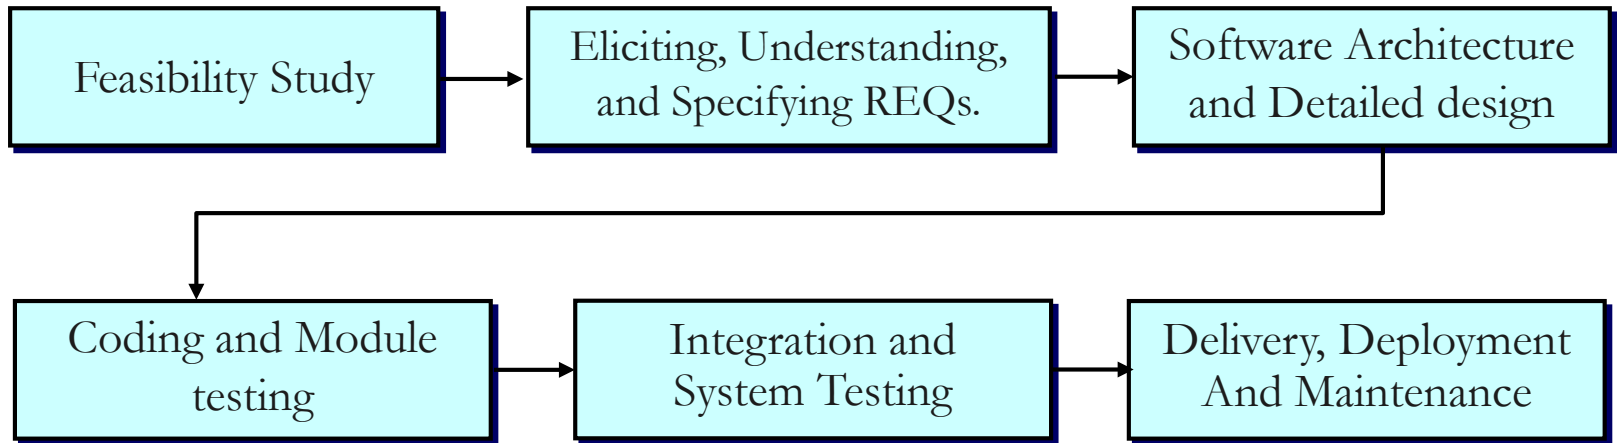 Feasibility Study
Eliciting, Understanding,
and Specifying REQs.
Software Architecture
and Detailed design
Coding and Module
testing
Integration and
System Testing
Delivery, Deployment
And Maintenance